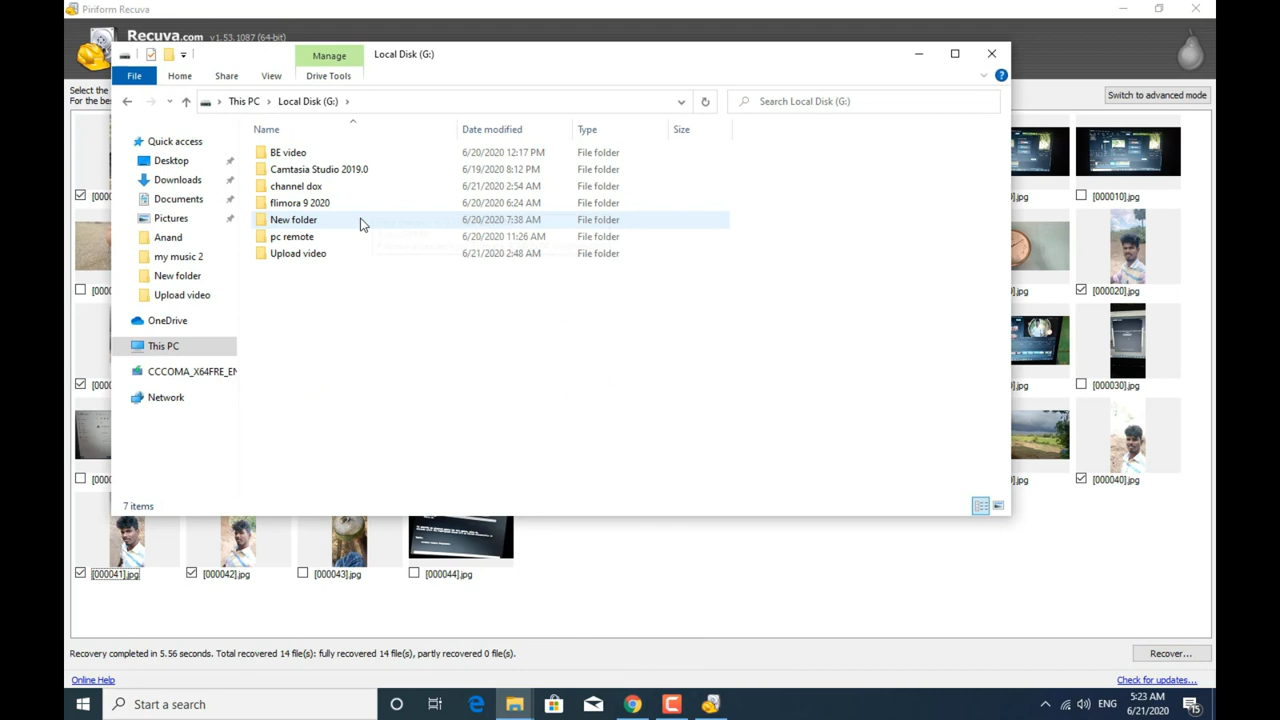 Piriform Recuva
Recuva.com v1.53.1087 (64-bit)
Manage
Local Disk (G:)
File
Home
Share
View
Drive Tools
Select the
For the bes
Switch to advanced mode
This PC > Local Disk (G:) >
Search Local Disk (G:)
Name
Date modified
Type
Size
Quick access
Desktop
Downloads
Documents
Pictures
Anand
my music 2
New folder
Upload video
OneDrive
This PC
CCCOMA_X64FRE_EN
Network
BE video 6/20/2020 12:17 PM File folder
Camtasia Studio 2019.0 6/19/2020 8:12 PM File folder
channel dox 6/21/2020 2:54 AM File folder
flimora 9 2020 6/20/2020 6:24 AM File folder
New folder 6/20/2020 7:38 AM File folder
pc remote 6/20/2020 11:26 AM File folder
Upload video 6/21/2020 2:48 AM File folder
7 items
[000010].jpg
].jpg
[000020].jpg
].jpg
[000030].jpg
].jpg
[000040].jpg
[000041].jpg
[000042].jpg
[000043].jpg
[000044].jpg
Recovery completed in 5.56 seconds. Total recovered 14 file(s): fully recovered 14 file(s), partly recovered 0 file(s).
Recover...
Online Help
Check for updates...
Start a search
ENG
5:23 AM
6/21/2020
15